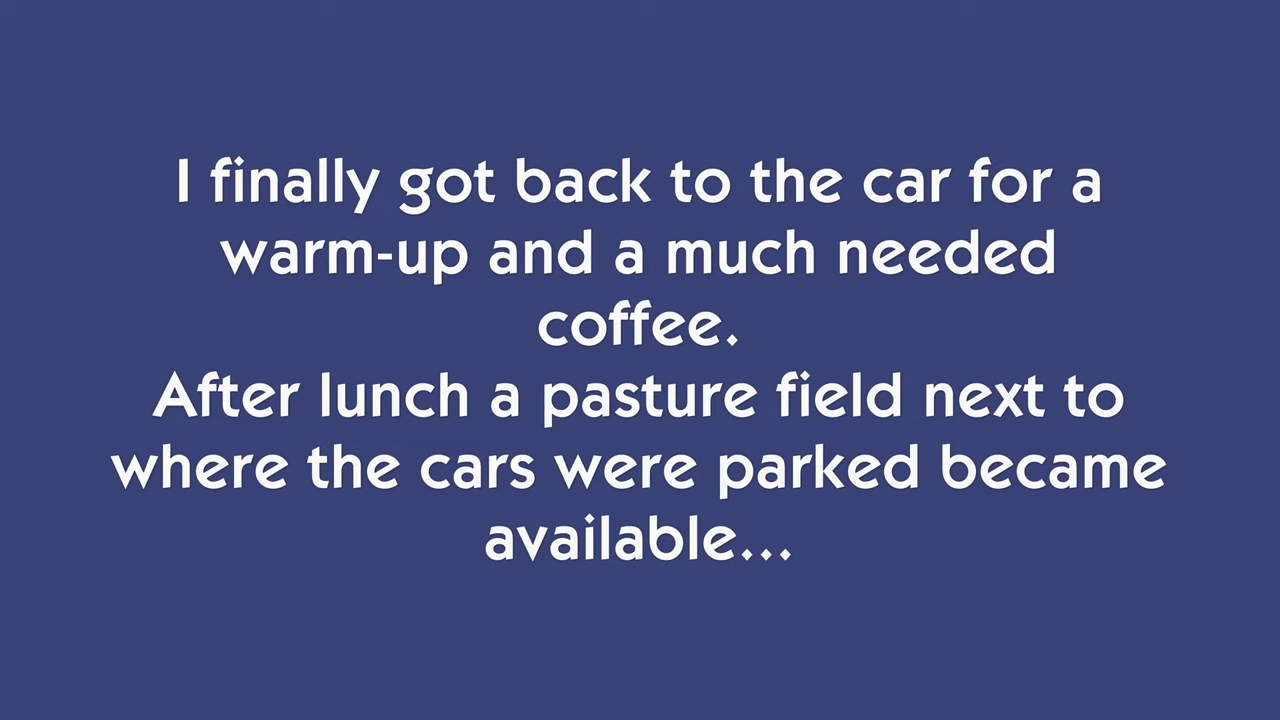 I finally got back to the car for a
warm-up and a much needed
coffee.
After lunch a pasture field next to
where the cars were parked became
available...